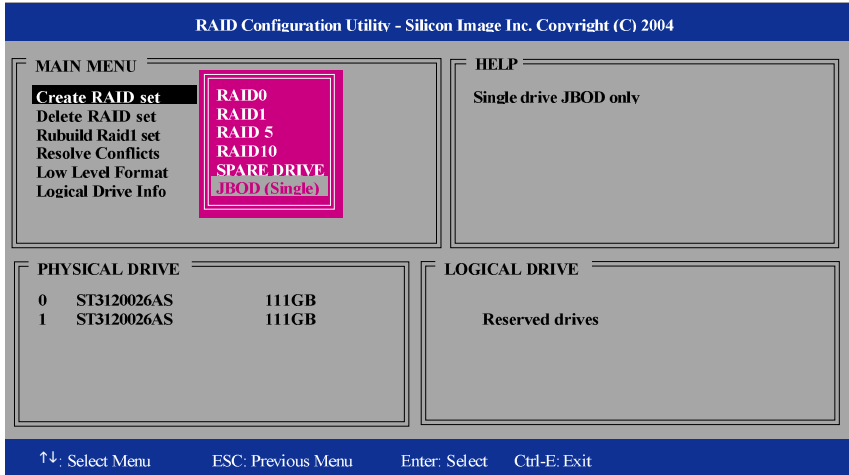 RAID Configuration Utility - Silicon Image Inc. Copyright (C) 2004
MAIN MENU
Create RAID set
Delete RAID set
Rubuild Raid1 set
Resolve Conflicts
Low Level Format
Logical Drive Info
RAID0
RAID1
RAID 5
RAID10
SPARE DRIVE
JBOD (Single)
HELP
Single drive JBOD only
PHYSICAL DRIVE
0 ST3120026AS 111GB
1 ST3120026AS 111GB
LOGICAL DRIVE
Reserved drives
↑↓: Select Menu ESC: Previous Menu Enter: Select Ctrl-E: Exit